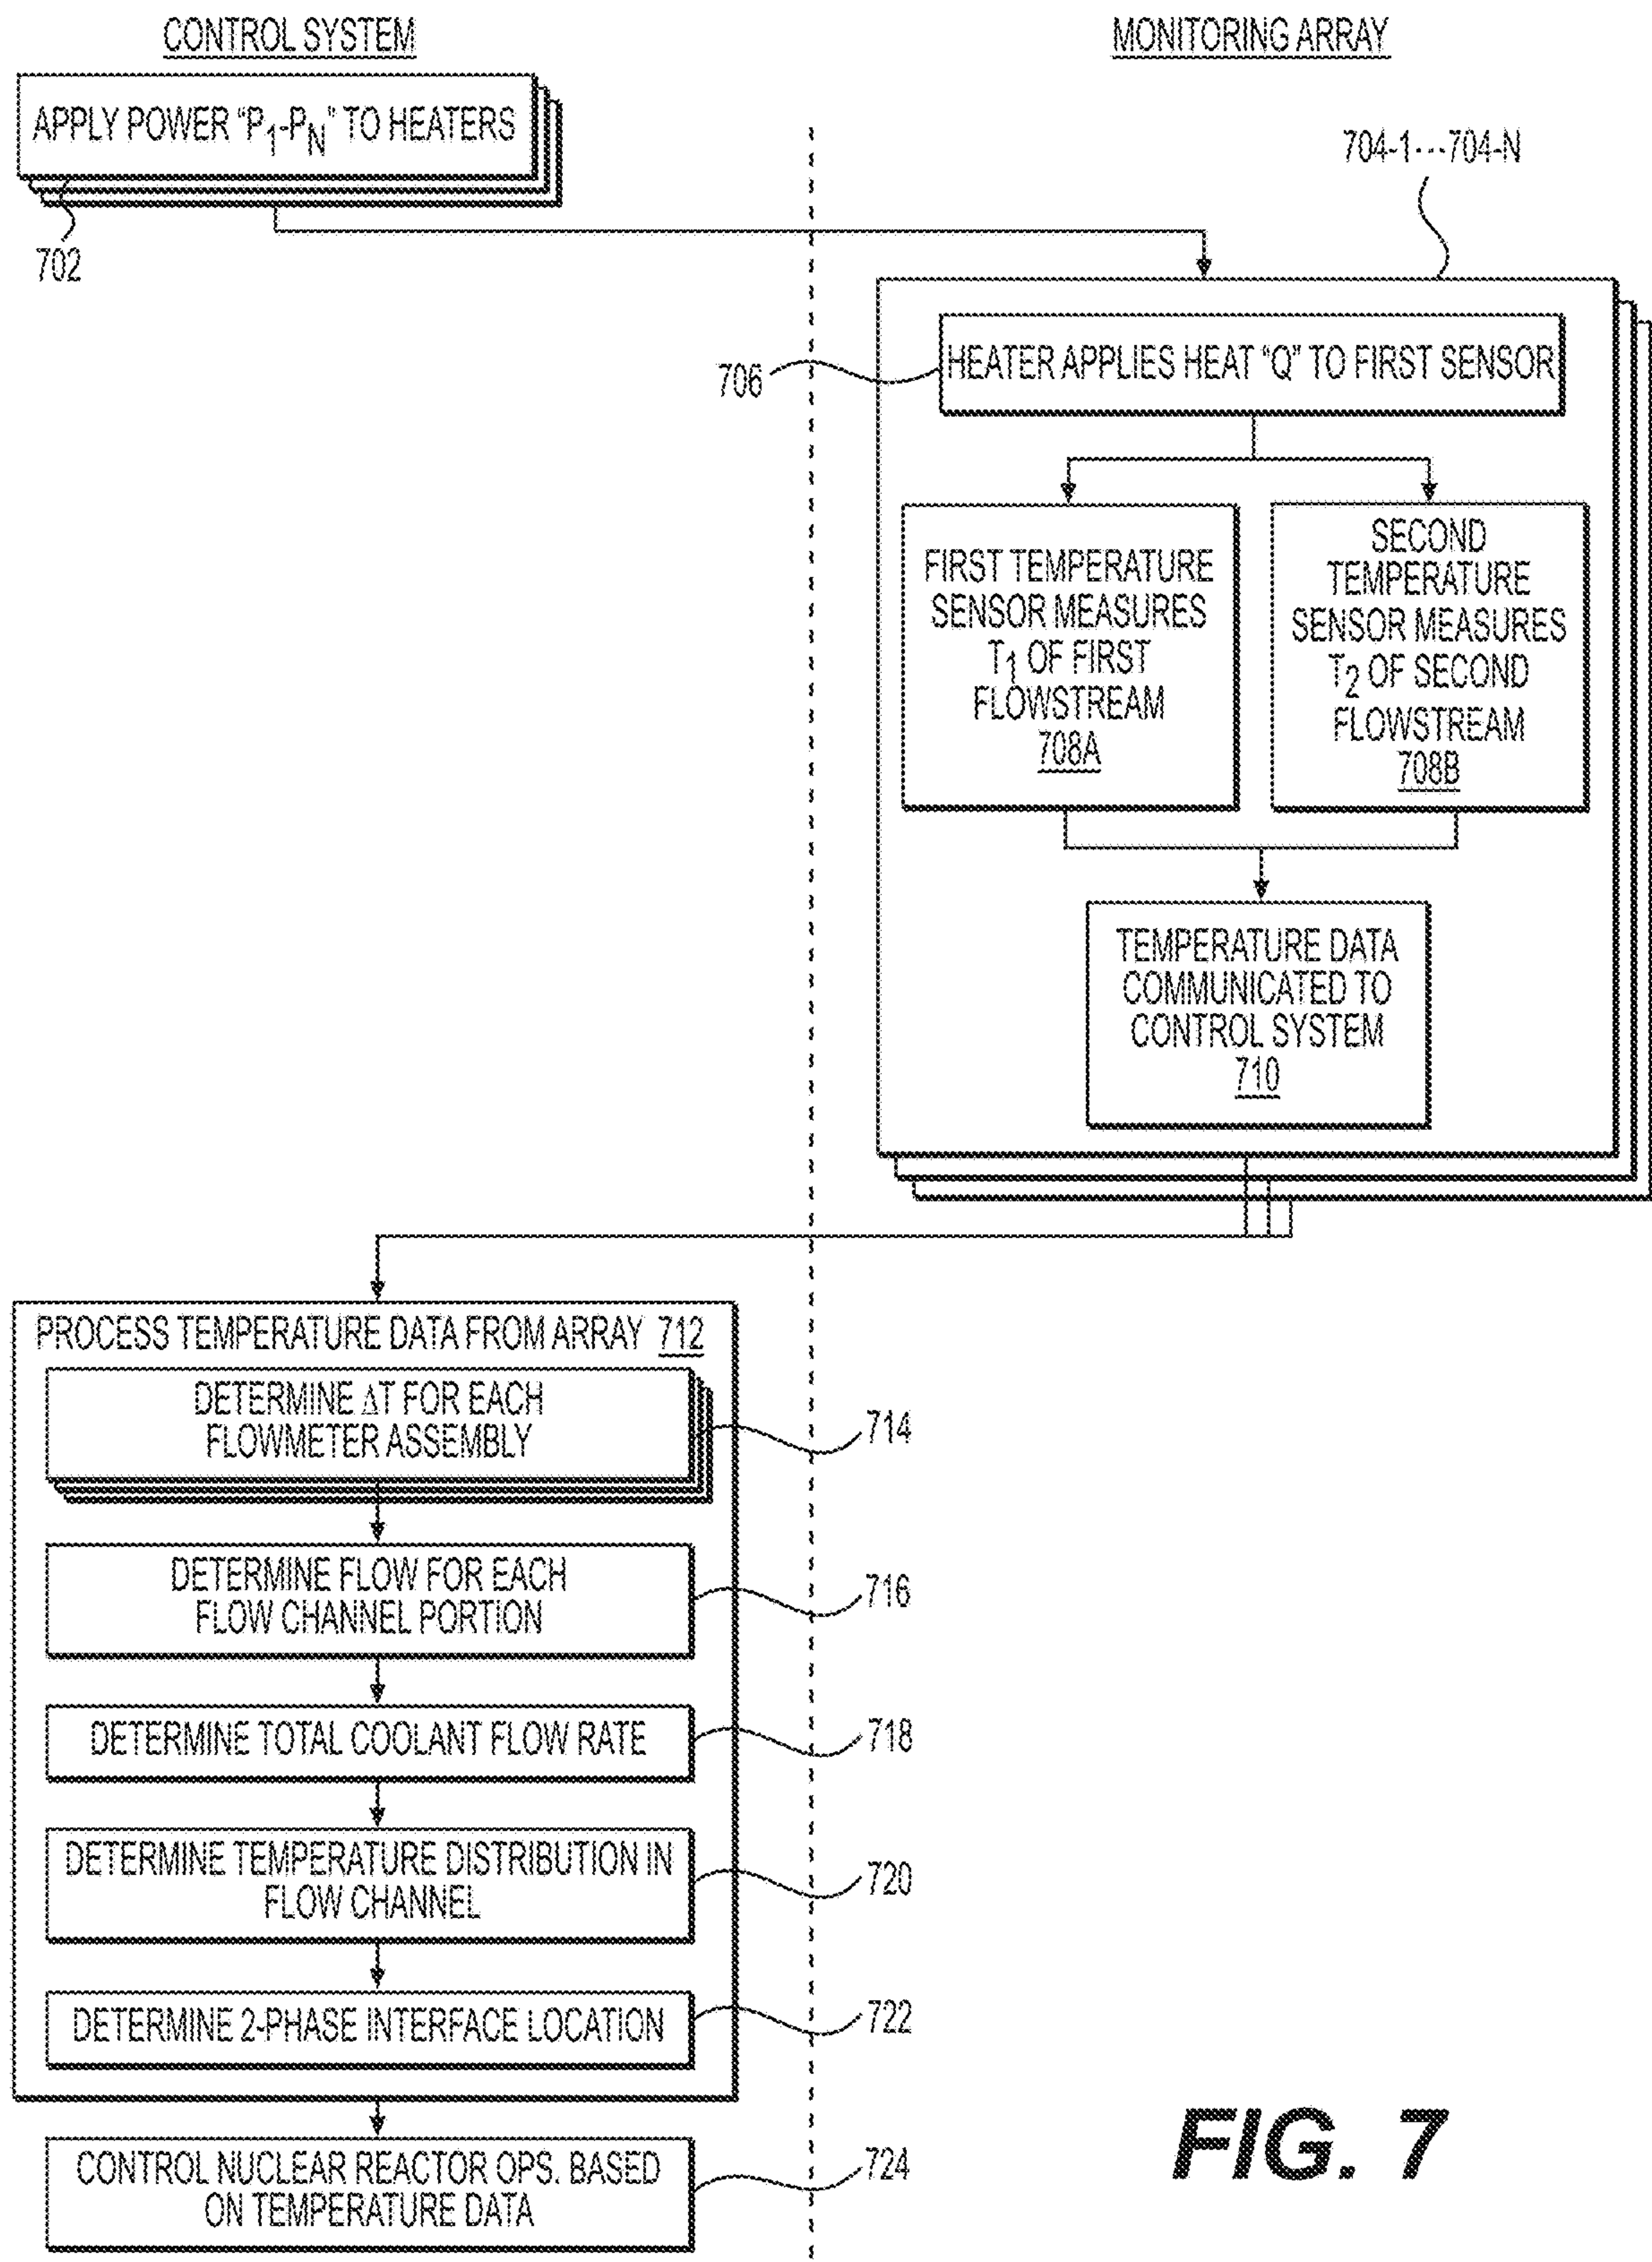 CONTROL SYSTEM
MONITORING ARRAY
APPLY POWER "P1-PN" TO HEATERS
702
704-1···704-N
706
HEATER APPLIES HEAT "Q" TO FIRST SENSOR
FIRST TEMPERATURE
SENSOR MEASURES
T1 OF FIRST
FLOWSTREAM
708A
SECOND
TEMPERATURE
SENSOR MEASURES
T2 OF SECOND
FLOWSTREAM
708B
TEMPERATURE DATA
COMMUNICATED TO
CONTROL SYSTEM
710
PROCESS TEMPERATURE DATA FROM ARRAY 712
DETERMINE ΔT FOR EACH
FLOWMETER ASSEMBLY
714
DETERMINE FLOW FOR EACH
FLOW CHANNEL PORTION
716
DETERMINE TOTAL COOLANT FLOW RATE
718
DETERMINE TEMPERATURE DISTRIBUTION IN
FLOW CHANNEL
720
DETERMINE 2-PHASE INTERFACE LOCATION
722
CONTROL NUCLEAR REACTOR OPS. BASED
ON TEMPERATURE DATA
724
FIG. 7